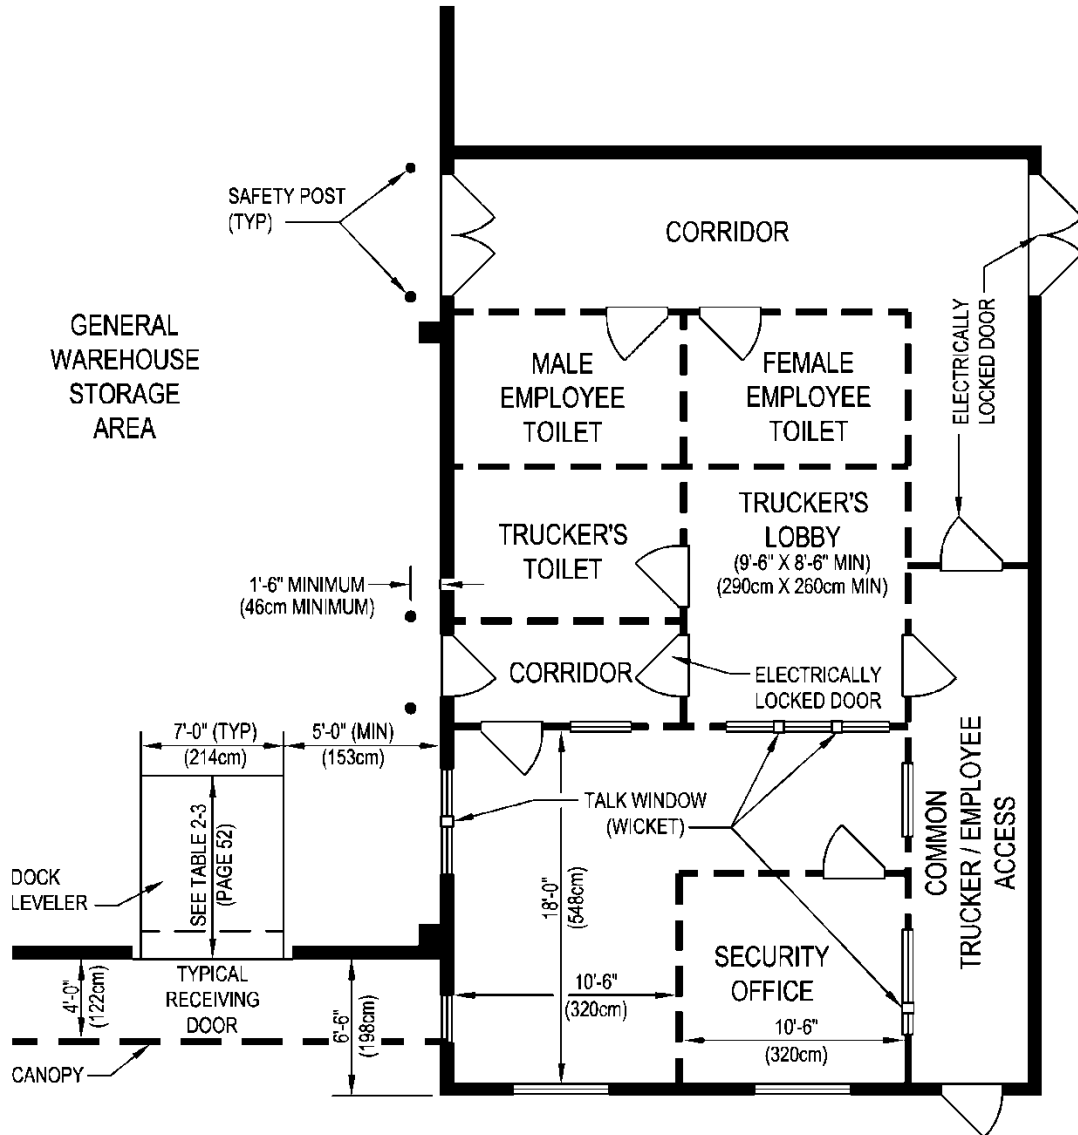 SAFETY POST
(TYP)
CORRIDOR
GENERAL
WAREHOUSE
STORAGE
AREA
ELECTRICALLY
LOCKED DOOR
MALE
EMPLOYEE
TOILET
FEMALE
EMPLOYEE
TOILET
TRUCKER'S
TOILET
TRUCKER'S
LOBBY
(9'-6" X 8'-6" MIN)
(290cm X 260cm MIN)
1'-6" MINIMUM
(46cm MINIMUM)
CORRIDOR
ELECTRICALLY
LOCKED DOOR
7'-0" (TYP)
(214cm)
5'-0" (MIN)
(153cm)
TALK WINDOW
(WICKET)
COMMON
TRUCKER / EMPLOYEE
ACCESS
SEE TABLE 2-3
(PAGE 52)
DOCK
LEVELER
18'-0"
(548cm)
SECURITY
OFFICE
TYPICAL
RECEIVING
DOOR
4'-0"
(122cm)
6'-6"
(198cm)
10'-6"
(320cm)
10'-6"
(320cm)
CANOPY